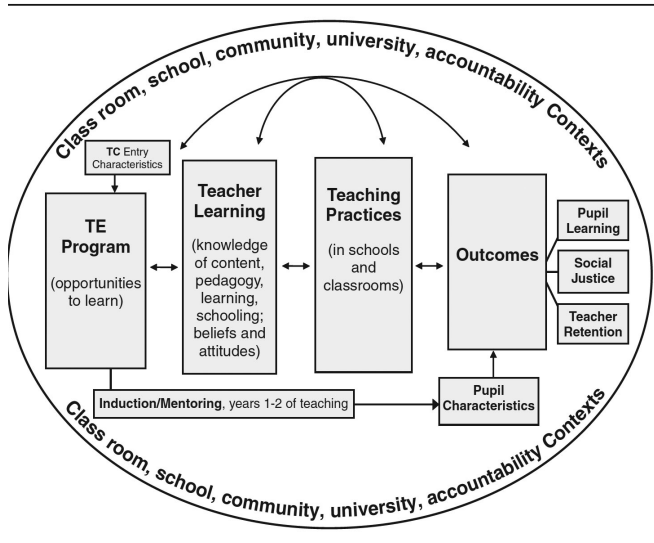 Class room, school, community, university, accountability Contexts
TC Entry
Characteristics
TE
Program
(opportunities
to learn)
Teacher
Learning
(knowledge
of content,
pedagogy,
learning,
schooling;
beliefs and
attitudes)
Teaching
Practices
(in schools
and
classrooms)
Outcomes
Pupil
Learning
Social
Justice
Teacher
Retention
Induction/Mentoring, years 1-2 of teaching
Pupil
Characteristics
Class room, school, community, university, accountability Contexts